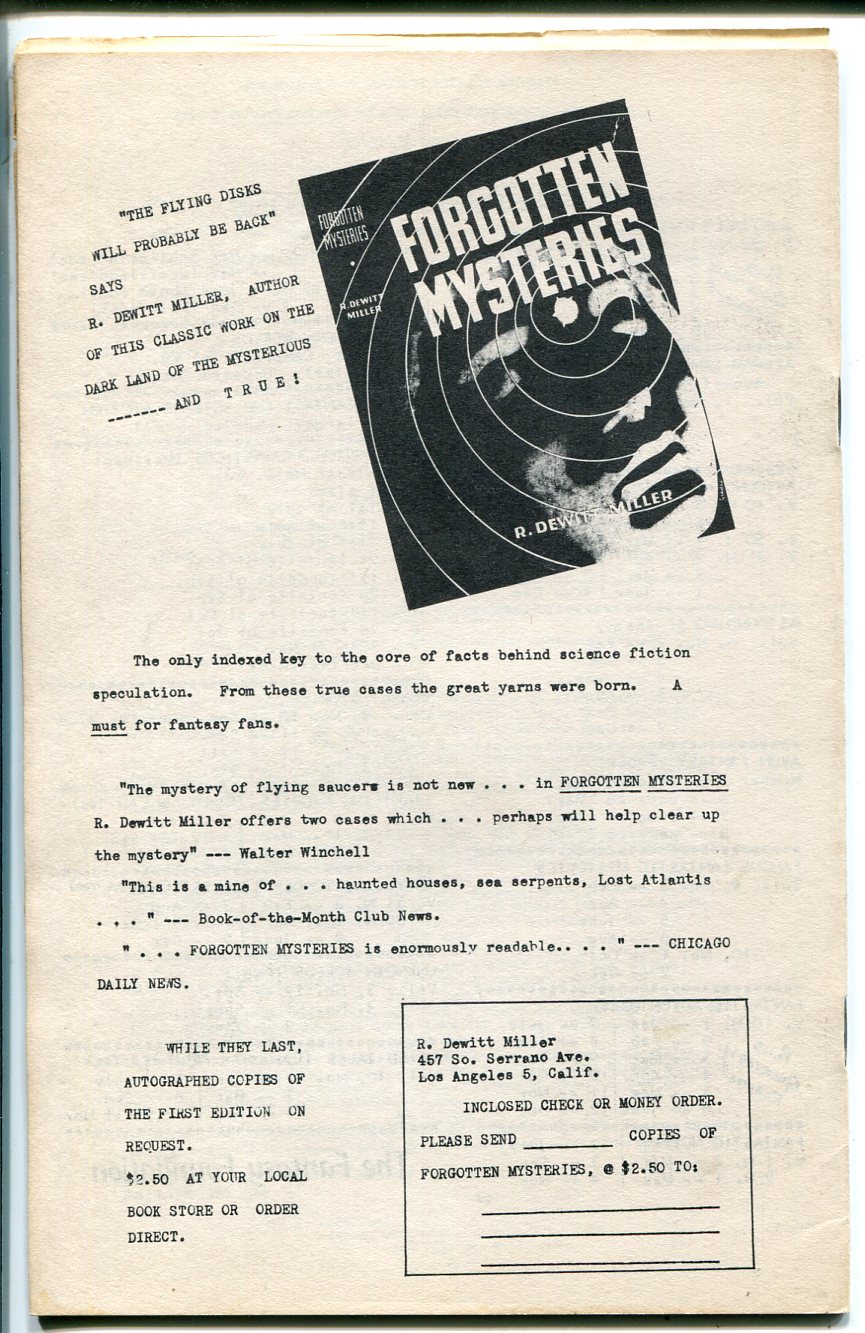 "THE FLYING DISKS
WILL PROBABLY BE BACK"
SAYS
R. DEWITT MILLER, AUTHOR
OF THIS CLASSIC WORK ON THE
DARK LAND OF THE MYSTERIOUS
------- AND T R U E !
FORGOTTEN
MYSTERIES
R. DEWITT
MILLER
FORGOTTEN
MYSTERIES
R. DEWITT MILLER
The only indexed key to the core of facts behind science fiction
speculation. From these true cases the great yarns were born. A
must for fantasy fans.
"The mystery of flying saucers is not new . . . in FORGOTTEN MYSTERIES
R. Dewitt Miller offers two cases which . . . perhaps will help clear up
the mystery" --- Walter Winchell
"This is a mine of . . . haunted houses, sea serpents, Lost Atlantis
. . . " --- Book-of-the-Month Club News.
" . . . FORGOTTEN MYSTERIES is enormously readable.. . . " --- CHICAGO
DAILY NEWS.
WHILE THEY LAST,
AUTOGRAPHED COPIES OF
THE FIRST EDITION ON
REQUEST.
$2.50 AT YOUR LOCAL
BOOK STORE OR ORDER
DIRECT.
R. Dewitt Miller
457 So. Serrano Ave.
Los Angeles 5, Calif.
INCLOSED CHECK OR MONEY ORDER.
PLEASE SEND _________ COPIES OF
FORGOTTEN MYSTERIES, @ $2.50 TO: